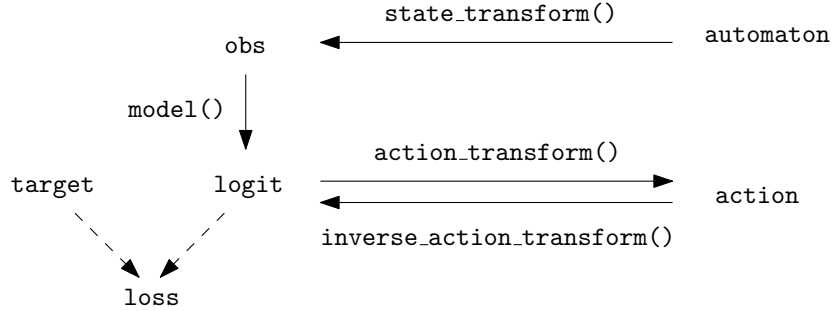 state_transform()
obs
automaton
model()
action_transform()
target
logit
action
inverse_action_transform()
loss